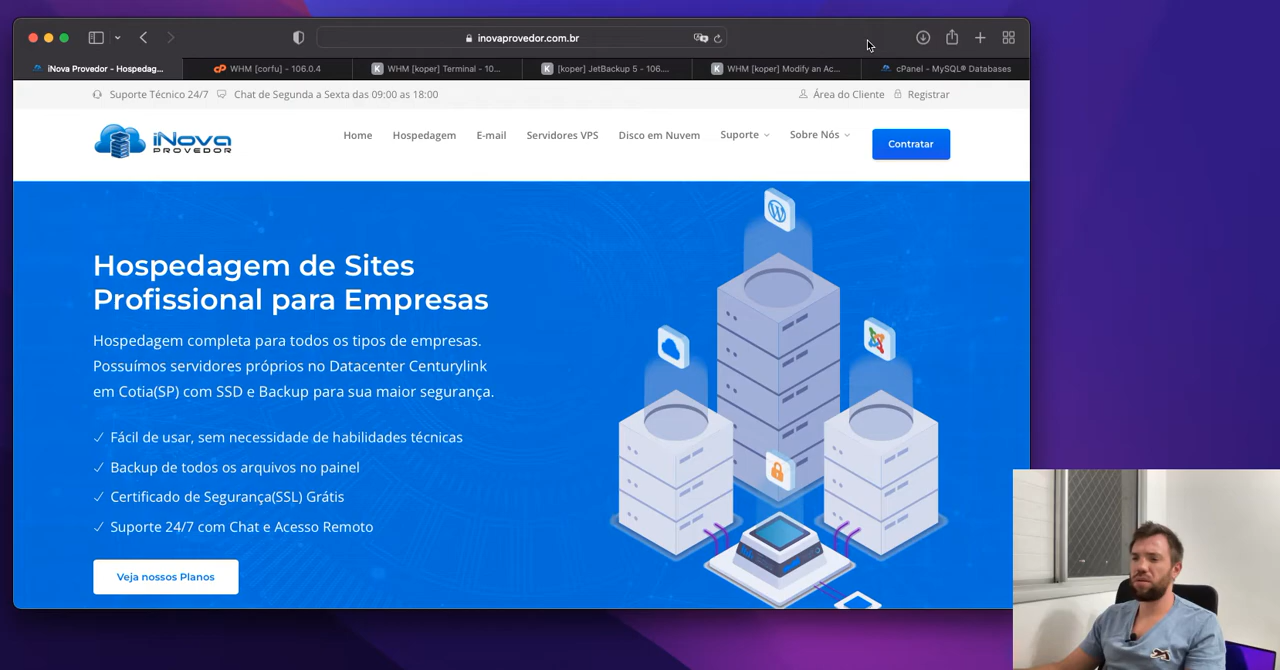 inovaprovedor.com.br
iNova Provedor - Hospedag...
WHM [corfu] - 106.0.4
K WHM [koper] Terminal - 10...
K [koper] JetBackup 5 - 106....
K WHM [koper] Modify an Ac...
cPanel - MySQL® Databases
Suporte Técnico 24/7 Chat de Segunda a Sexta das 09:00 as 18:00
Área do Cliente Registrar
iNova
PROVEDOR
Home Hospedagem E-mail Servidores VPS Disco em Nuvem Suporte Sobre Nós Contratar
Hospedagem de Sites
Profissional para Empresas
Hospedagem completa para todos os tipos de empresas.
Possuímos servidores próprios no Datacenter Centurylink
em Cotia(SP) com SSD e Backup para sua maior segurança.
Fácil de usar, sem necessidade de habilidades técnicas
Backup de todos os arquivos no painel
Certificado de Segurança(SSL) Grátis
Suporte 24/7 com Chat e Acesso Remoto
Veja nossos Planos